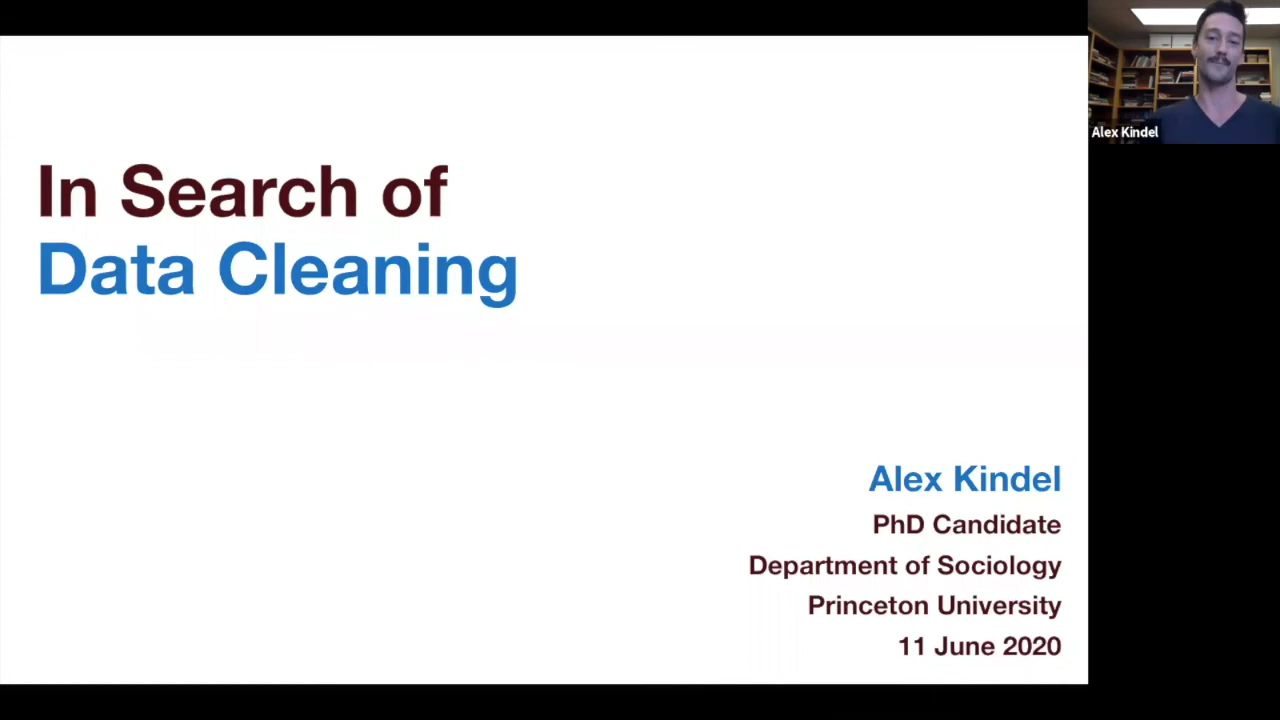 In Search of
Data Cleaning
Alex Kindel
PhD Candidate
Department of Sociology
Princeton University
11 June 2020
Alex Kindel